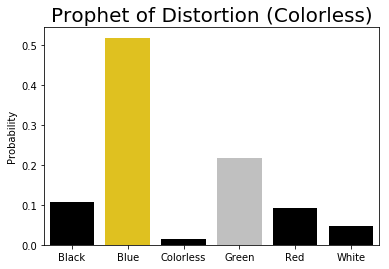 Prophet of Distortion (Colorless)
Probability
0.5
0.4
0.3
0.2
0.1
0.0
Black Blue Colorless Green Red White